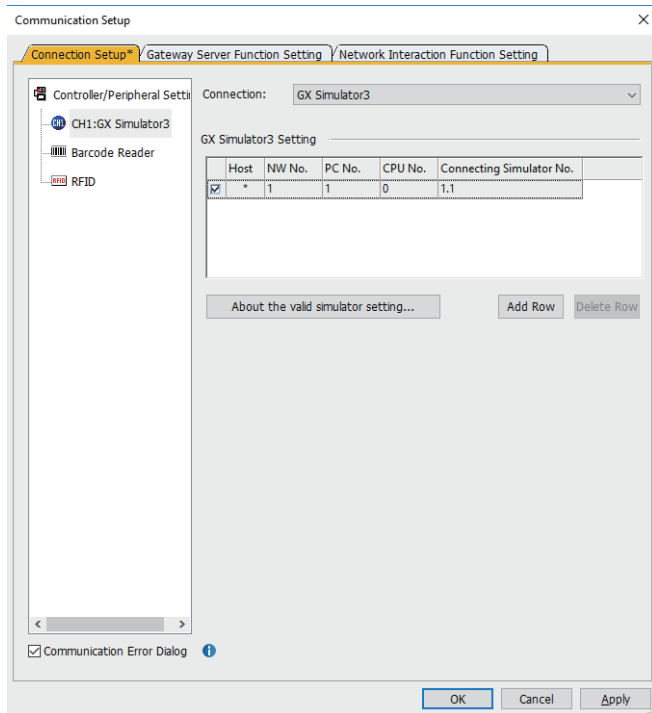 Communication Setup
Connection Setup* Gateway Server Function Setting Network Interaction Function Setting
Controller/Peripheral Setti
CH1:GX Simulator3
Barcode Reader
RFID RFID
Connection: GX Simulator3
GX Simulator3 Setting
Host NW No. PC No. CPU No. Connecting Simulator No.
* 1 1 0 1.1
About the valid simulator setting... Add Row Delete Row
Communication Error Dialog
OK Cancel Apply